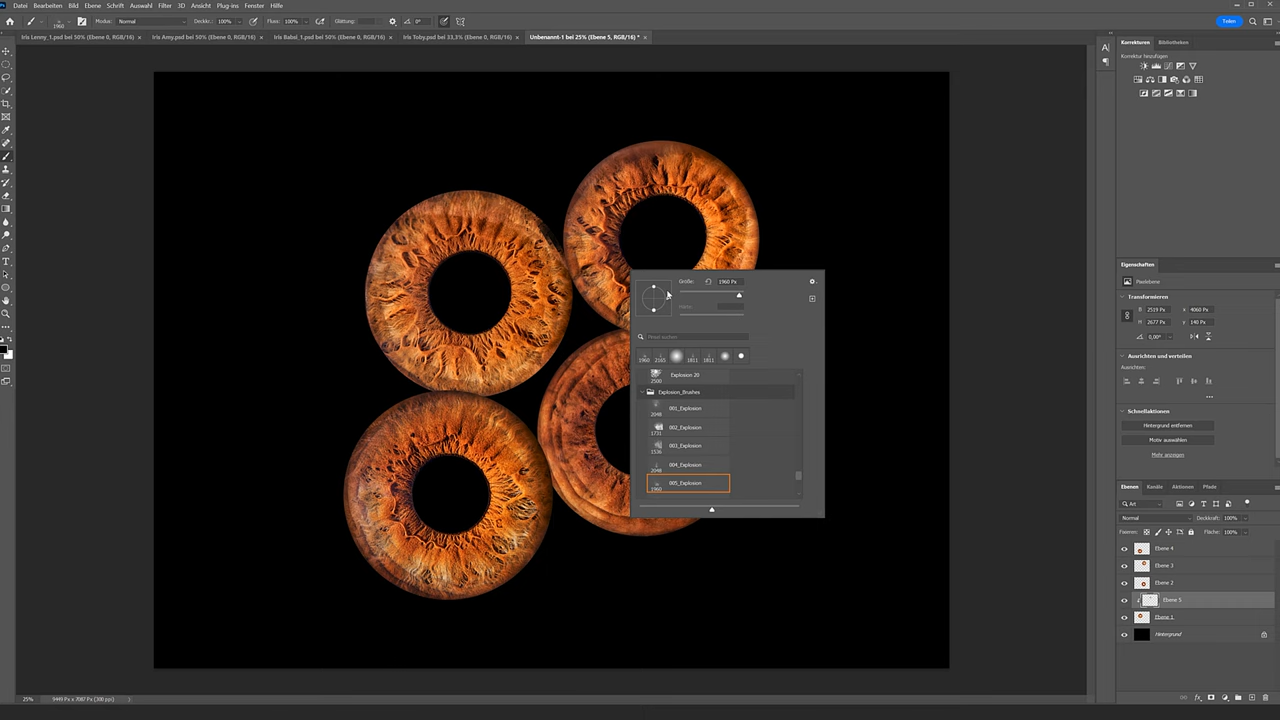 Datei Bearbeiten Bild Ebene Schrift Auswahl Filter 3D Ansicht Plug-ins Fenster Hilfe
1960 Modus: Normal Deckkr.: 100% Fluss: 100% Glättung: 0° Teilen
Iris Lenny_1.psd bei 50% (Ebene 0, RGB/16) × Iris Amy.psd bei 50% (Ebene 0, RGB/16) × Iris Babsi_1.psd bei 50% (Ebene 0, RGB/16) × Iris Toby.psd bei 33,3% (Ebene 0, RGB/16) × Unbenannt-1 bei 25% (Ebene 5, RGB/16) * ×
Korrekturen Bibliotheken
Korrektur hinzufügen
Eigenschaften
Pixelebene
Transformieren
B 2519 Px x 4060 Px
H 2677 Px y 140 Px
0,00°
Ausrichten und verteilen
Ausrichten:
Schnellaktionen
Hintergrund entfernen
Motiv auswählen
Mehr anzeigen
Größe: 1960 Px
Härte:
Pinsel suchen
1960 2165 1811 1811
2500 Explosion 20
Explosion_Brushes
2048 001_Explosion
1731 002_Explosion
1536 003_Explosion
2048 004_Explosion
1960 005_Explosion
Ebenen Kanäle Aktionen Pfade
Art
Normal Deckkraft: 100%
Fixieren: Fläche: 100%
Ebene 4
Ebene 3
Ebene 2
Ebene 5
Ebene 1
Hintergrund
25% 9449 Px x 7087 Px (300 ppi)